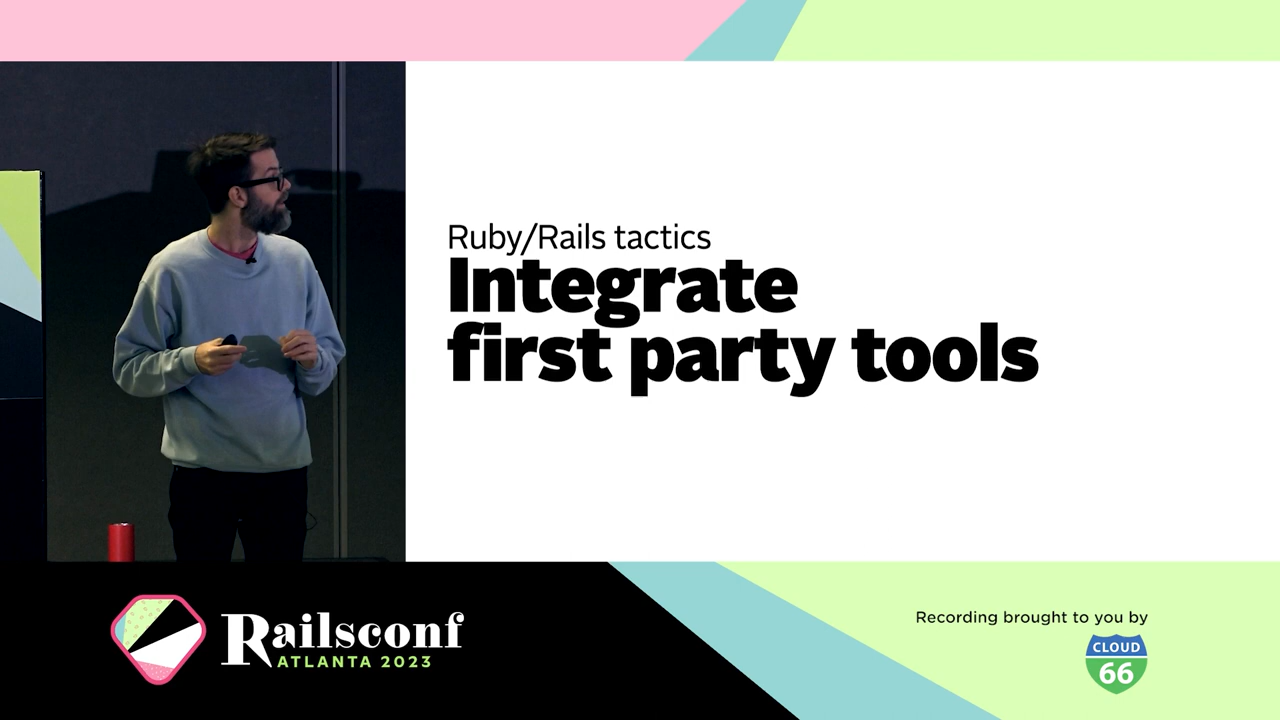 Ruby/Rails tactics
Integrate
first party tools
Railsconf
ATLANTA 2023
Recording brought to you by
CLOUD
66